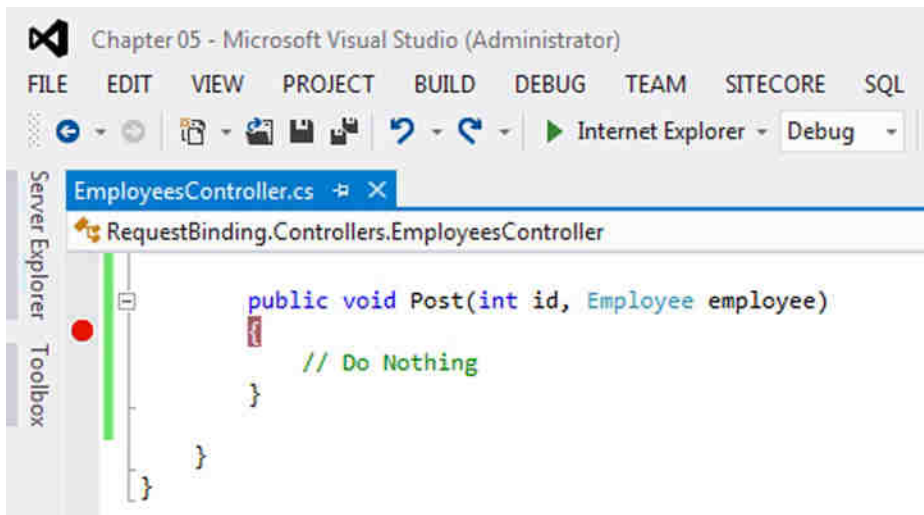 Chapter 05 - Microsoft Visual Studio (Administrator)
FILE EDIT VIEW PROJECT BUILD DEBUG TEAM SITECORE SQL
Internet Explorer Debug
Server Explorer
Toolbox
EmployeesController.cs
RequestBinding.Controllers.EmployeesController
public void Post(int id, Employee employee)
{
// Do Nothing
}
}
}